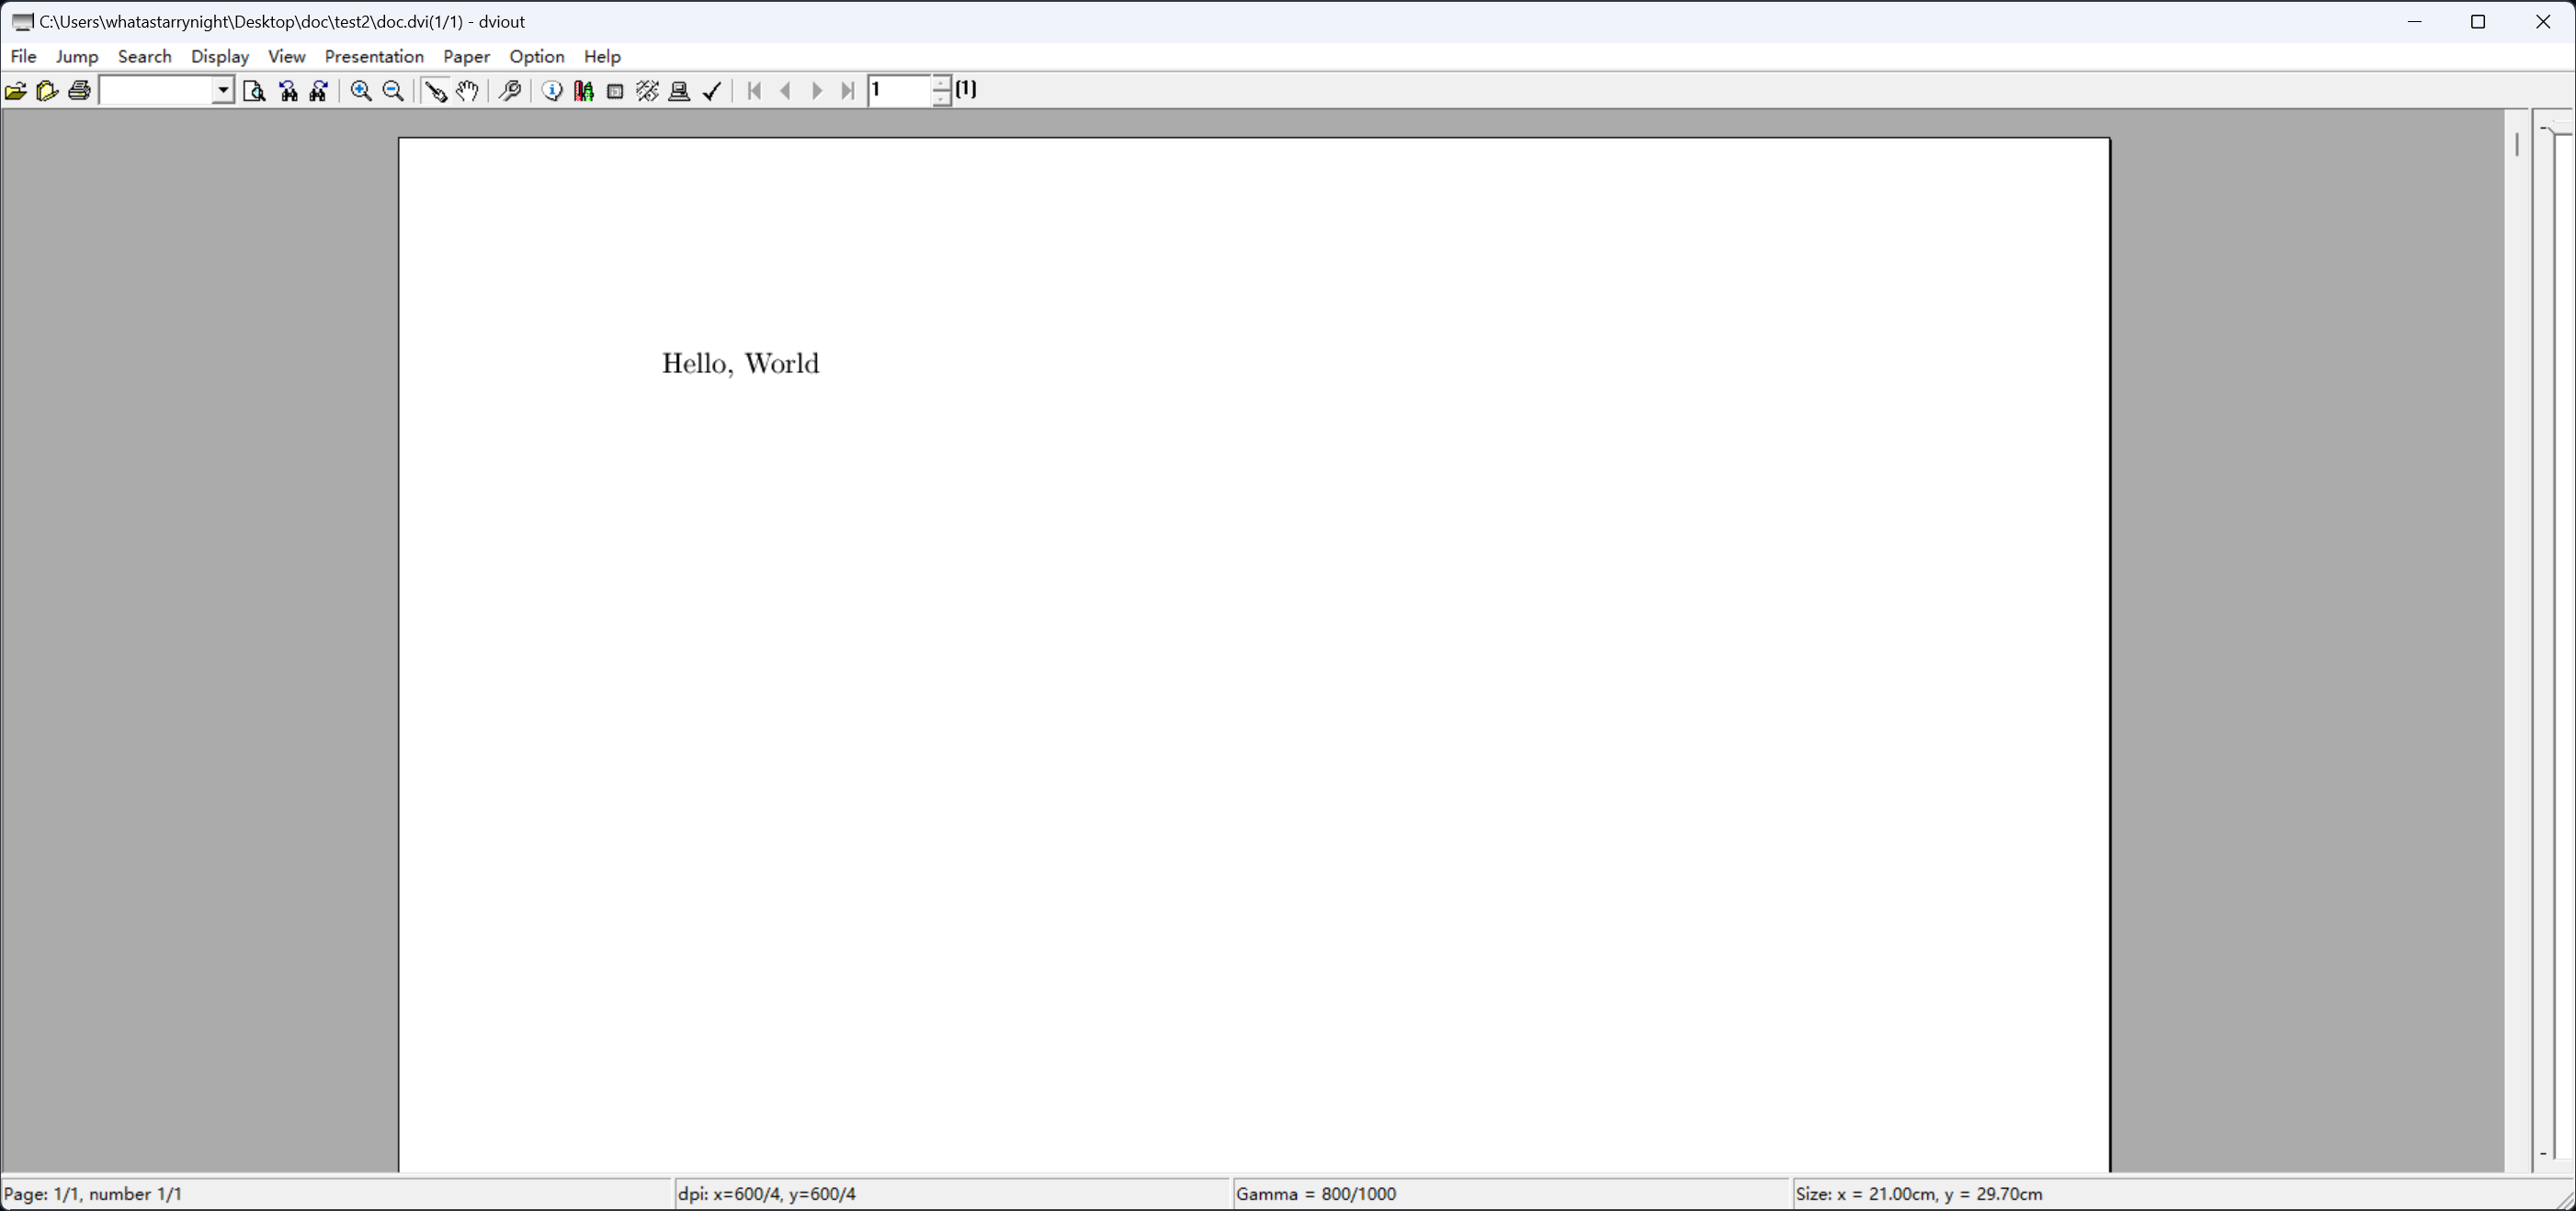 C:\Users\whatastarrynight\Desktop\doc\test2\doc.dvi(1/1) - dviout
File Jump Search Display View Presentation Paper Option Help
1 (1)
Hello, World
Page: 1/1, number 1/1 dpi: x=600/4, y=600/4 Gamma = 800/1000 Size: x = 21.00cm, y = 29.70cm